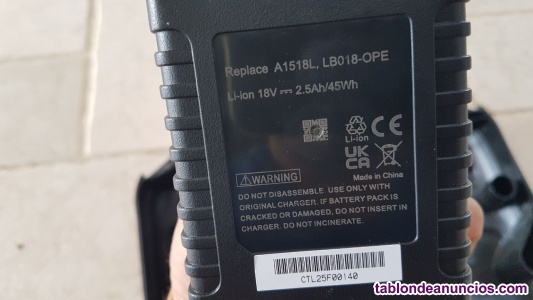 Replace A1518L, LB018-OPE
Li-ion 18V ⎓ 2.5Ah/45Wh
Li-ion
UK
CA
Made in China
⚠WARNING
DO NOT DISASSEMBLE. USE ONLY WITH
ORIGINAL CHARGER. IF BATTERY PACK IS
CRACKED OR DAMAGED, DO NOT INSERT IN
CHARGER. DO NOT INCINERATE.
CTL25F00140
tablondeanuncios.com